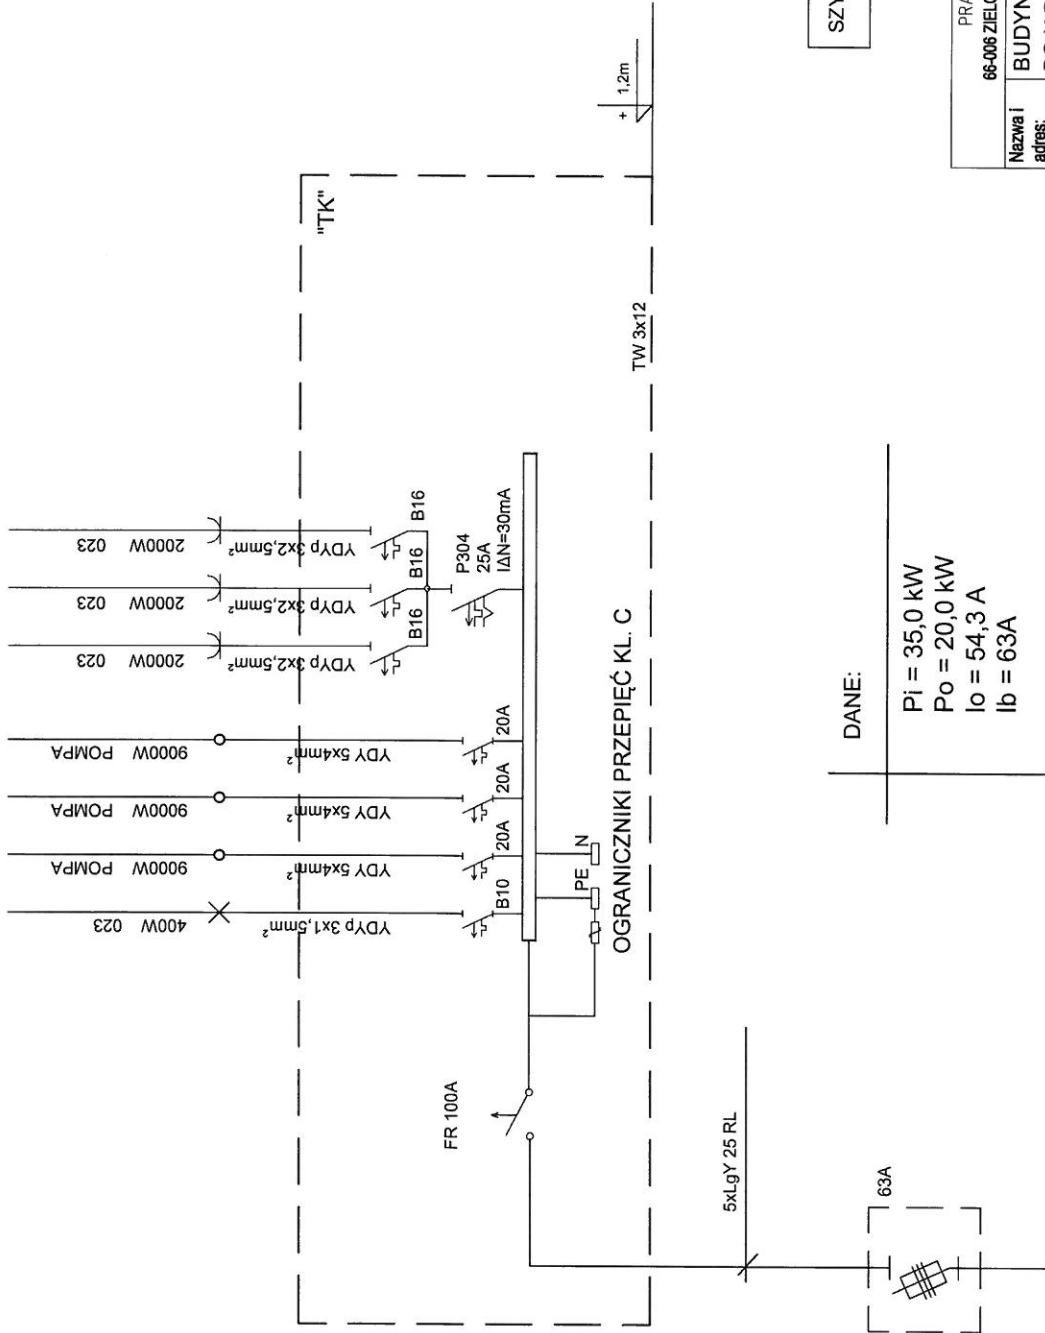 "TK"
+ 1,2m
TW 3x12
400W 023
9000W POMPA
9000W POMPA
9000W POMPA
2000W 023
2000W 023
2000W 023
YDYp 3x1,5mm²
YDY 5x4mm²
YDY 5x4mm²
YDY 5x4mm²
YDYp 3x2,5mm²
YDYp 3x2,5mm²
YDYp 3x2,5mm²
B10
20A
20A
20A
B16
B16
B16
P304
25A
IΔN=30mA
PE
N
OGRANICZNIKI PRZEPIĘĆ KL. C
FR 100A
5xLgY 25 RL
63A
DANE:
Pi = 35,0 kW
Po = 20,0 kW
Io = 54,3 A
Ib = 63A
SZY
PRA
66-006 ZIELO
Nazwa i
adres:
BUDYN